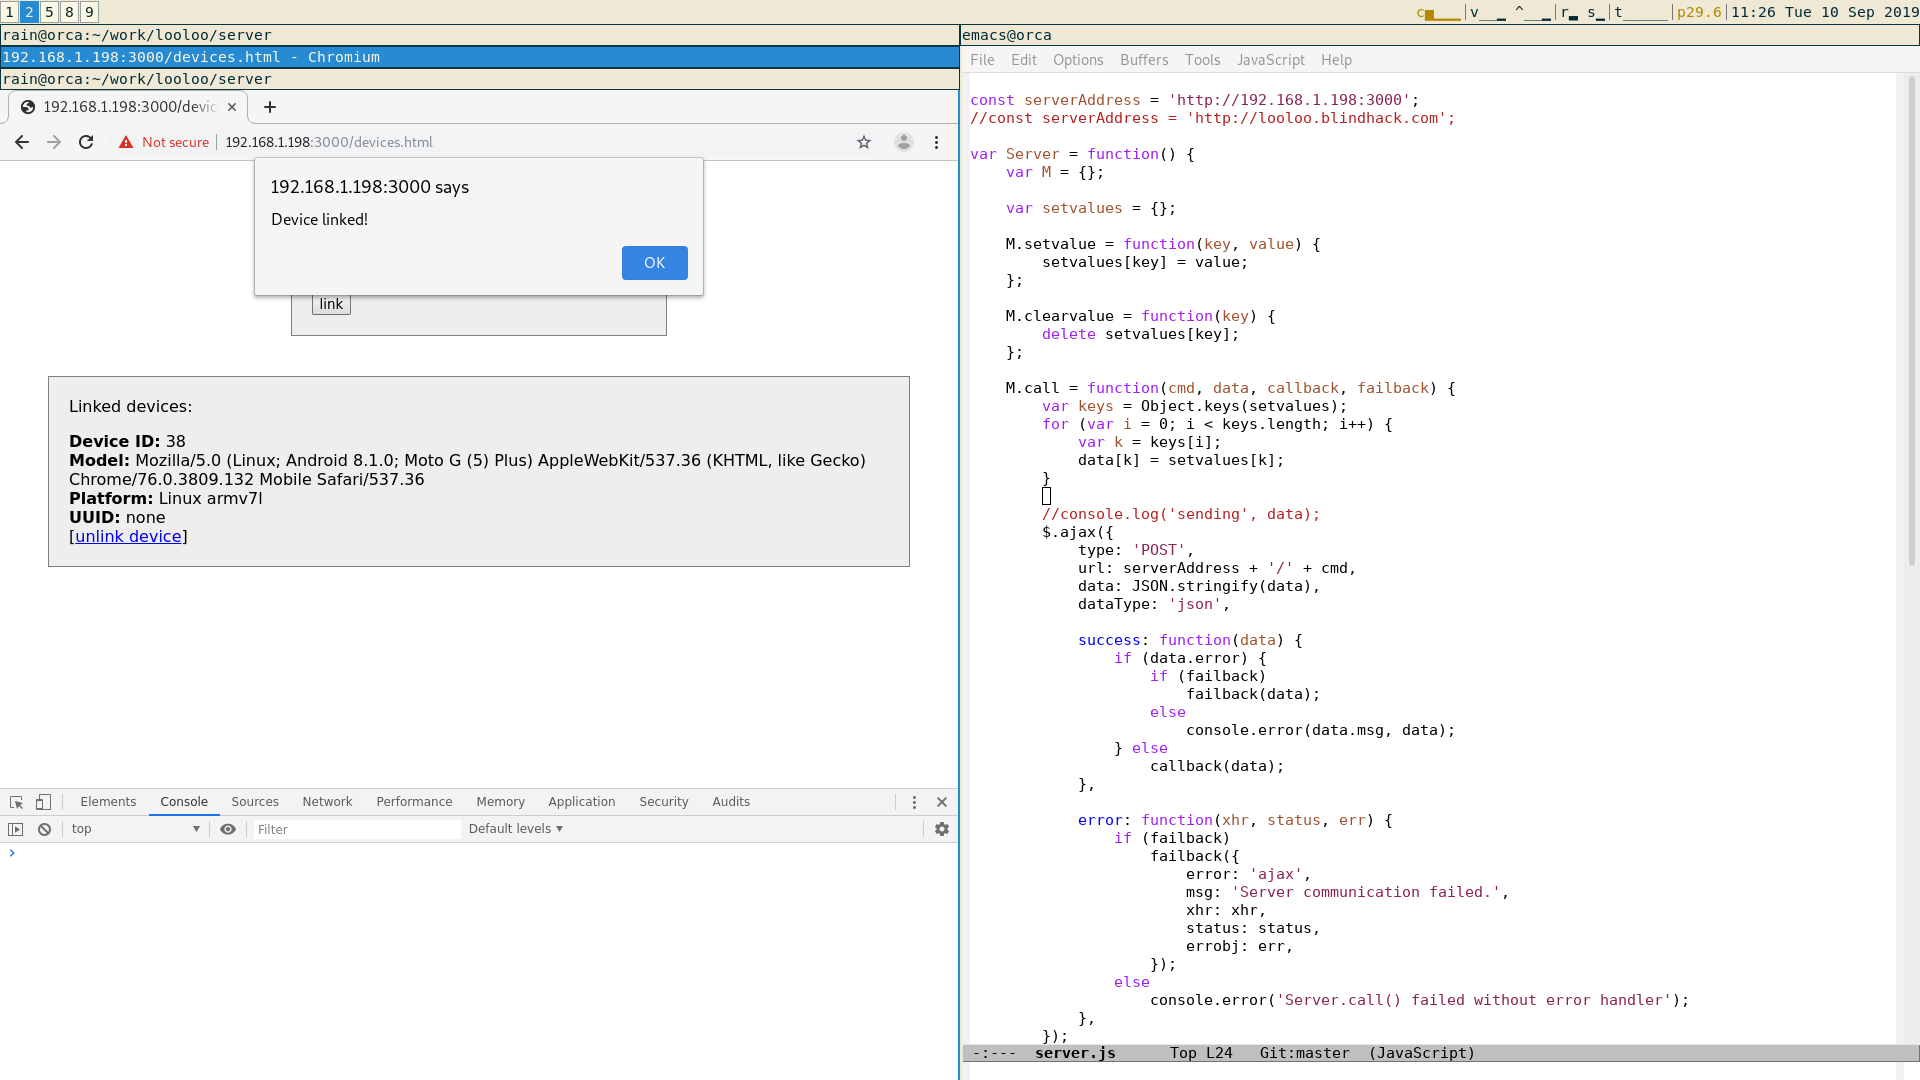 1 2 5 8 9
c v ^ r s t p29.6 11:26 Tue 10 Sep 2019
rain@orca:~/work/looloo/server
192.168.1.198:3000/devices.html - Chromium
rain@orca:~/work/looloo/server
192.168.1.198:3000/devic
Not secure 192.168.1.198:3000/devices.html
192.168.1.198:3000 says
Device linked!
OK
link
Linked devices:
Device ID: 38
Model: Mozilla/5.0 (Linux; Android 8.1.0; Moto G (5) Plus) AppleWebKit/537.36 (KHTML, like Gecko)
Chrome/76.0.3809.132 Mobile Safari/537.36
Platform: Linux armv7l
UUID: none
[unlink device]
Elements Console Sources Network Performance Memory Application Security Audits
top Filter Default levels
emacs@orca
File Edit Options Buffers Tools JavaScript Help
const serverAddress = 'http://192.168.1.198:3000';
//const serverAddress = 'http://looloo.blindhack.com';
var Server = function() {
    var M = {};
    var setvalues = {};
    M.setvalue = function(key, value) {
        setvalues[key] = value;
    };
    M.clearvalue = function(key) {
        delete setvalues[key];
    };
    M.call = function(cmd, data, callback, failback) {
        var keys = Object.keys(setvalues);
        for (var i = 0; i < keys.length; i++) {
            var k = keys[i];
            data[k] = setvalues[k];
        }
        //console.log('sending', data);
        $.ajax({
            type: 'POST',
            url: serverAddress + '/' + cmd,
            data: JSON.stringify(data),
            dataType: 'json',
            success: function(data) {
                if (data.error) {
                    if (failback)
                        failback(data);
                    else
                        console.error(data.msg, data);
                } else
                    callback(data);
            },
            error: function(xhr, status, err) {
                if (failback)
                    failback({
                        error: 'ajax',
                        msg: 'Server communication failed.',
                        xhr: xhr,
                        status: status,
                        errobj: err,
                    });
                else
                    console.error('Server.call() failed without error handler');
            },
        });
-:--- server.js Top L24 Git:master (JavaScript)